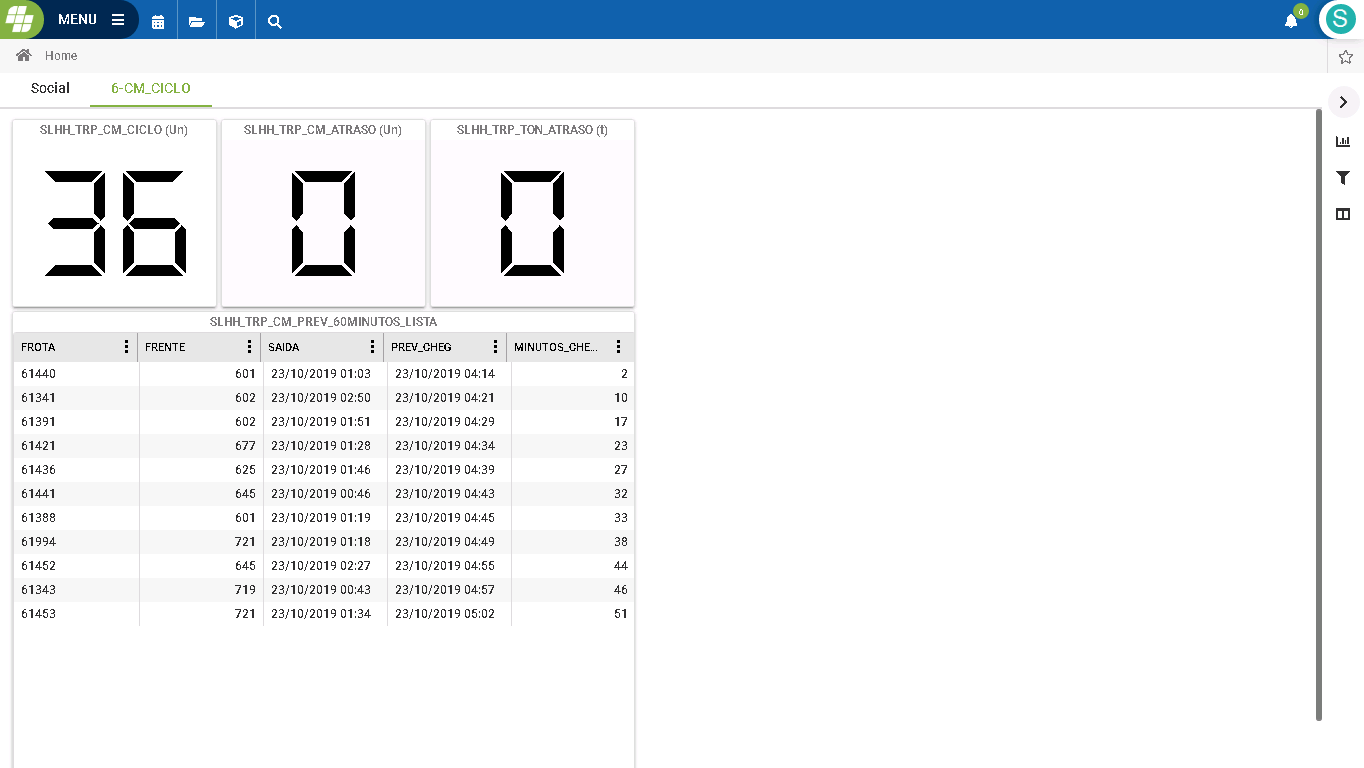 MENU
0
S
Home
Social 6-CM_CICLO
SLHH_TRP_CM_CICLO (Un) SLHH_TRP_CM_ATRASO (Un) SLHH_TRP_TON_ATRASO (t)
36 0 0
SLHH_TRP_CM_PREV_60MINUTOS_LISTA
FROTA FRENTE SAIDA PREV_CHEG MINUTOS_CHE...
61440 601 23/10/2019 01:03 23/10/2019 04:14 2
61341 602 23/10/2019 02:50 23/10/2019 04:21 10
61391 602 23/10/2019 01:51 23/10/2019 04:29 17
61421 677 23/10/2019 01:28 23/10/2019 04:34 23
61436 625 23/10/2019 01:46 23/10/2019 04:39 27
61441 645 23/10/2019 00:46 23/10/2019 04:43 32
61388 601 23/10/2019 01:19 23/10/2019 04:45 33
61994 721 23/10/2019 01:18 23/10/2019 04:49 38
61452 645 23/10/2019 02:27 23/10/2019 04:55 44
61343 719 23/10/2019 00:43 23/10/2019 04:57 46
61453 721 23/10/2019 01:34 23/10/2019 05:02 51